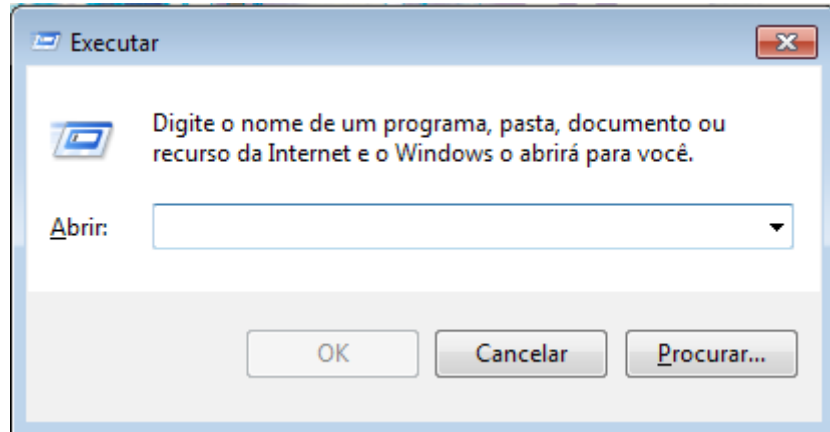 Executar
Digite o nome de um programa, pasta, documento ou
recurso da Internet e o Windows o abrirá para você.
Abrir:
OK
Cancelar
Procurar...